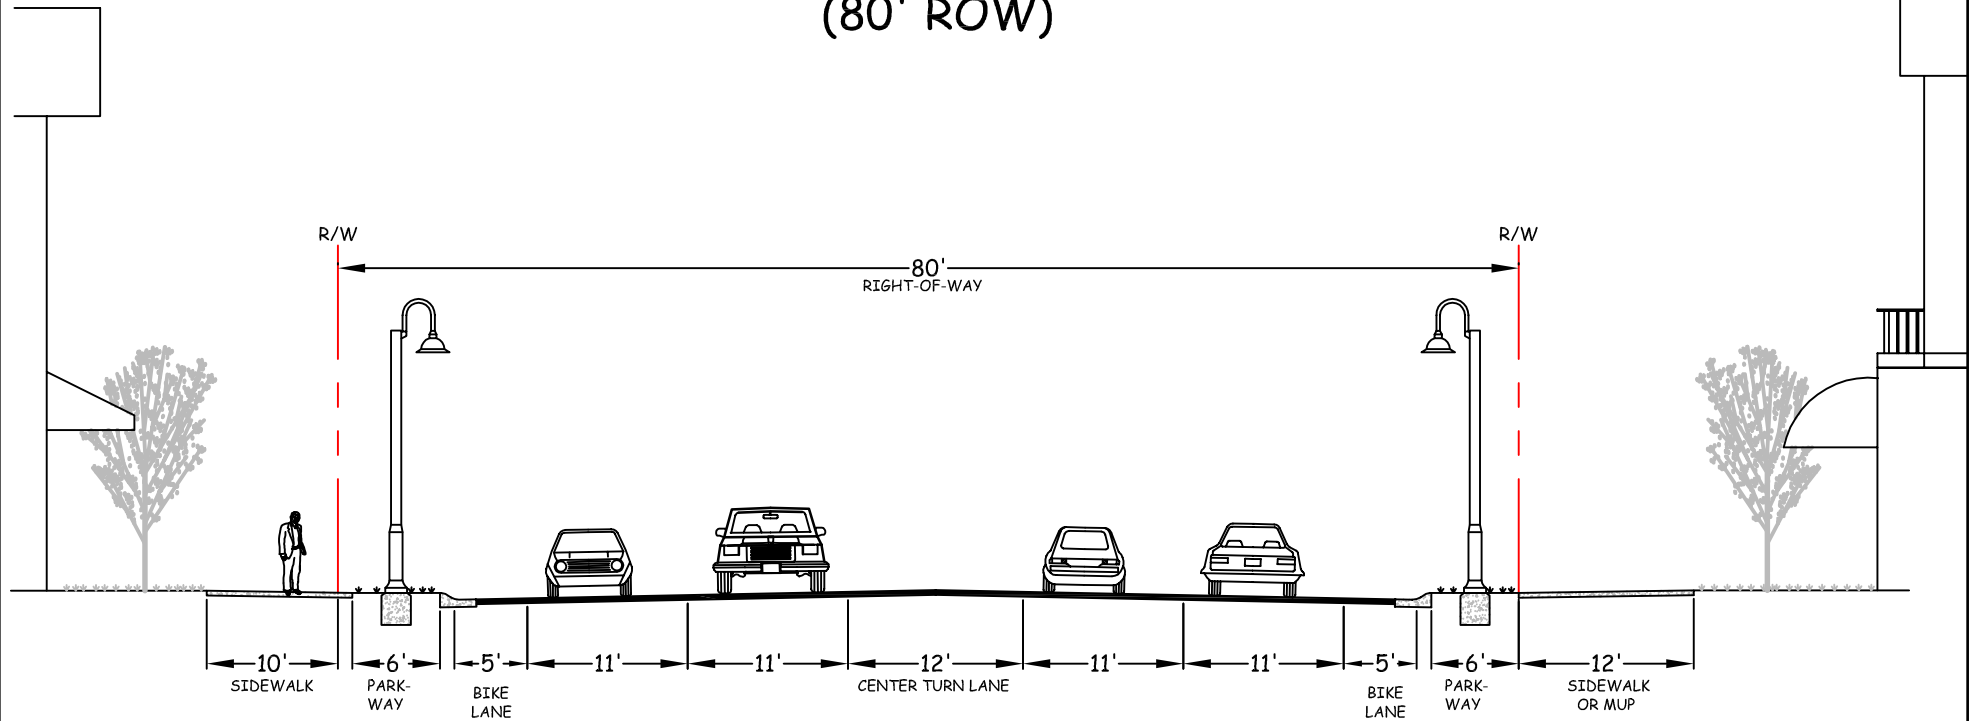 (80' ROW)
R/W
R/W
80'
RIGHT-OF-WAY
10'
6'
5'
11'
11'
12'
11'
11'
5'
6'
12'
SIDEWALK
PARK-
WAY
BIKE
LANE
CENTER TURN LANE
BIKE
LANE
PARK-
WAY
SIDEWALK
OR MUP